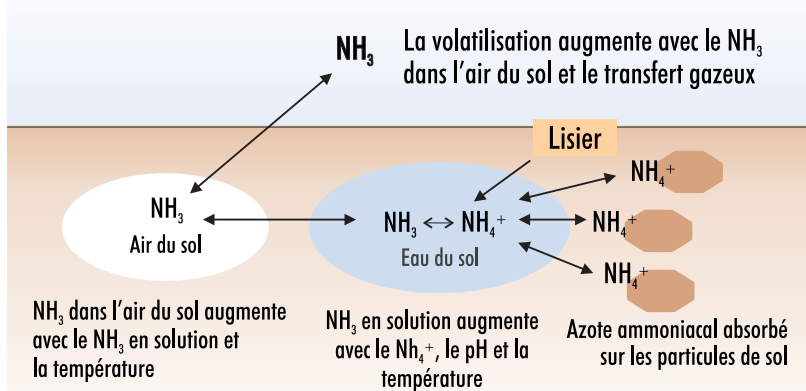 NH₃
La volatilisation augmente avec le NH₃
dans l'air du sol et le transfert gazeux
Lisier
NH₃
Air du sol
NH₃ ↔ NH₄⁺
Eau du sol
NH₄⁺
NH₄⁺
NH₄⁺
NH₃ dans l'air du sol augmente
avec le NH₃ en solution et
la température
NH₃ en solution augmente
avec le Nh₄⁺, le pH et la
température
Azote ammoniacal absorbé
sur les particules de sol